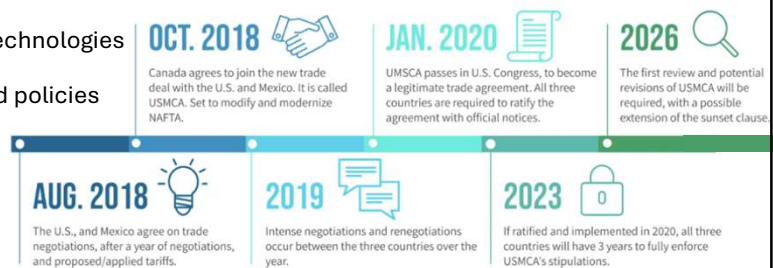 echnologies
d policies
OCT. 2018
Canada agrees to join the new trade
deal with the U.S. and Mexico. It is called
USMCA. Set to modify and modernize
NAFTA.
JAN. 2020
UMSCA passes in U.S. Congress, to become
a legitimate trade agreement. All three
countries are required to ratify the
agreement with official notices.
2026
The first review and potential
revisions of USMCA will be
required, with a possible
extension of the sunset clause.
AUG. 2018
The U.S., and Mexico agree on trade
negotiations, after a year of negotiations,
and proposed/applied tariffs.
2019
Intense negotiations and renegotiations
occur between the three countries over the
year.
2023
If ratified and implemented in 2020, all three
countries will have 3 years to fully enforce
USMCA's stipulations.